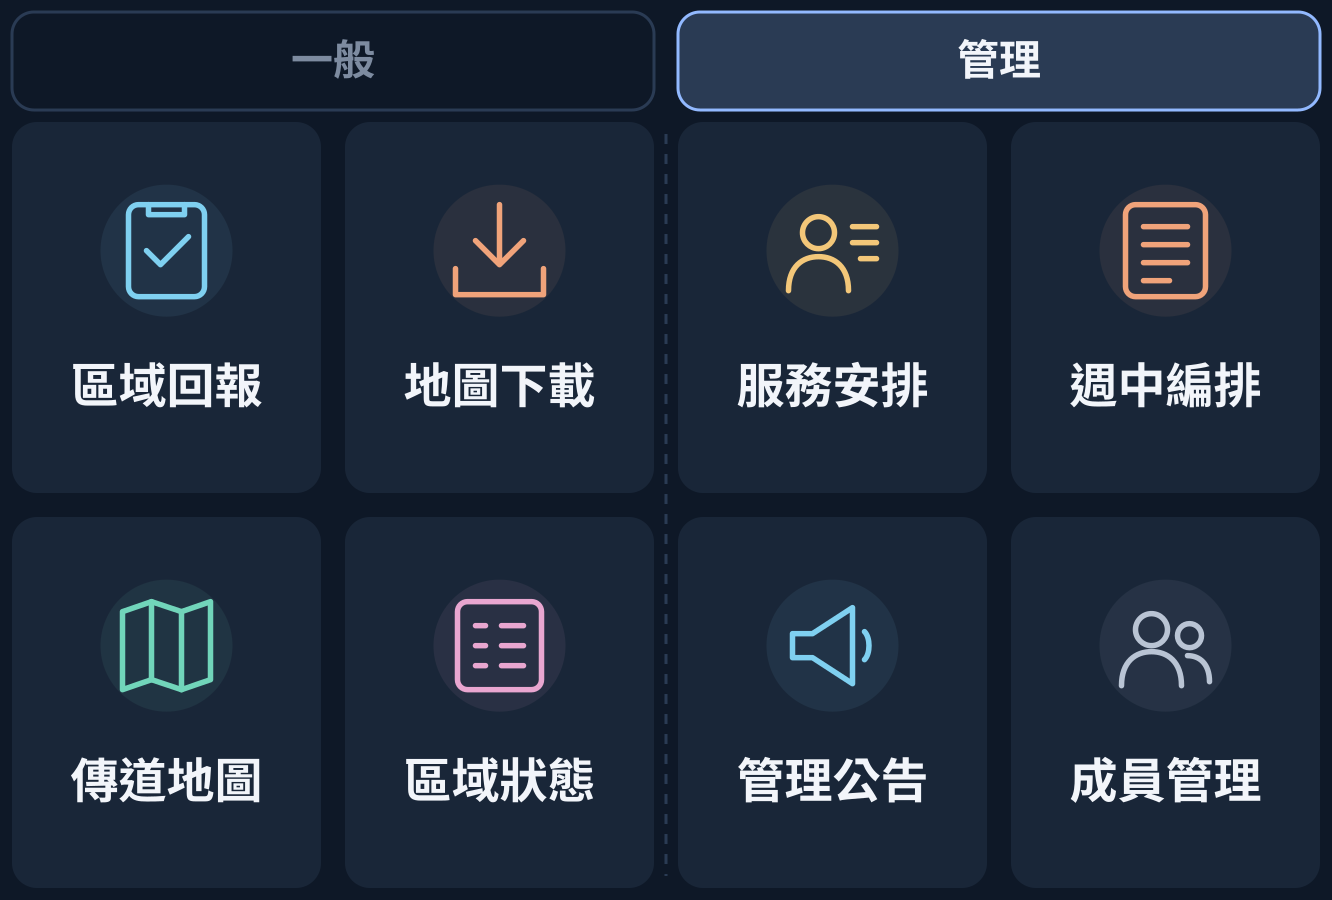 一般
管理
區域回報
地圖下載
服務安排
週中編排
傳道地圖
區域狀態
管理公告
成員管理